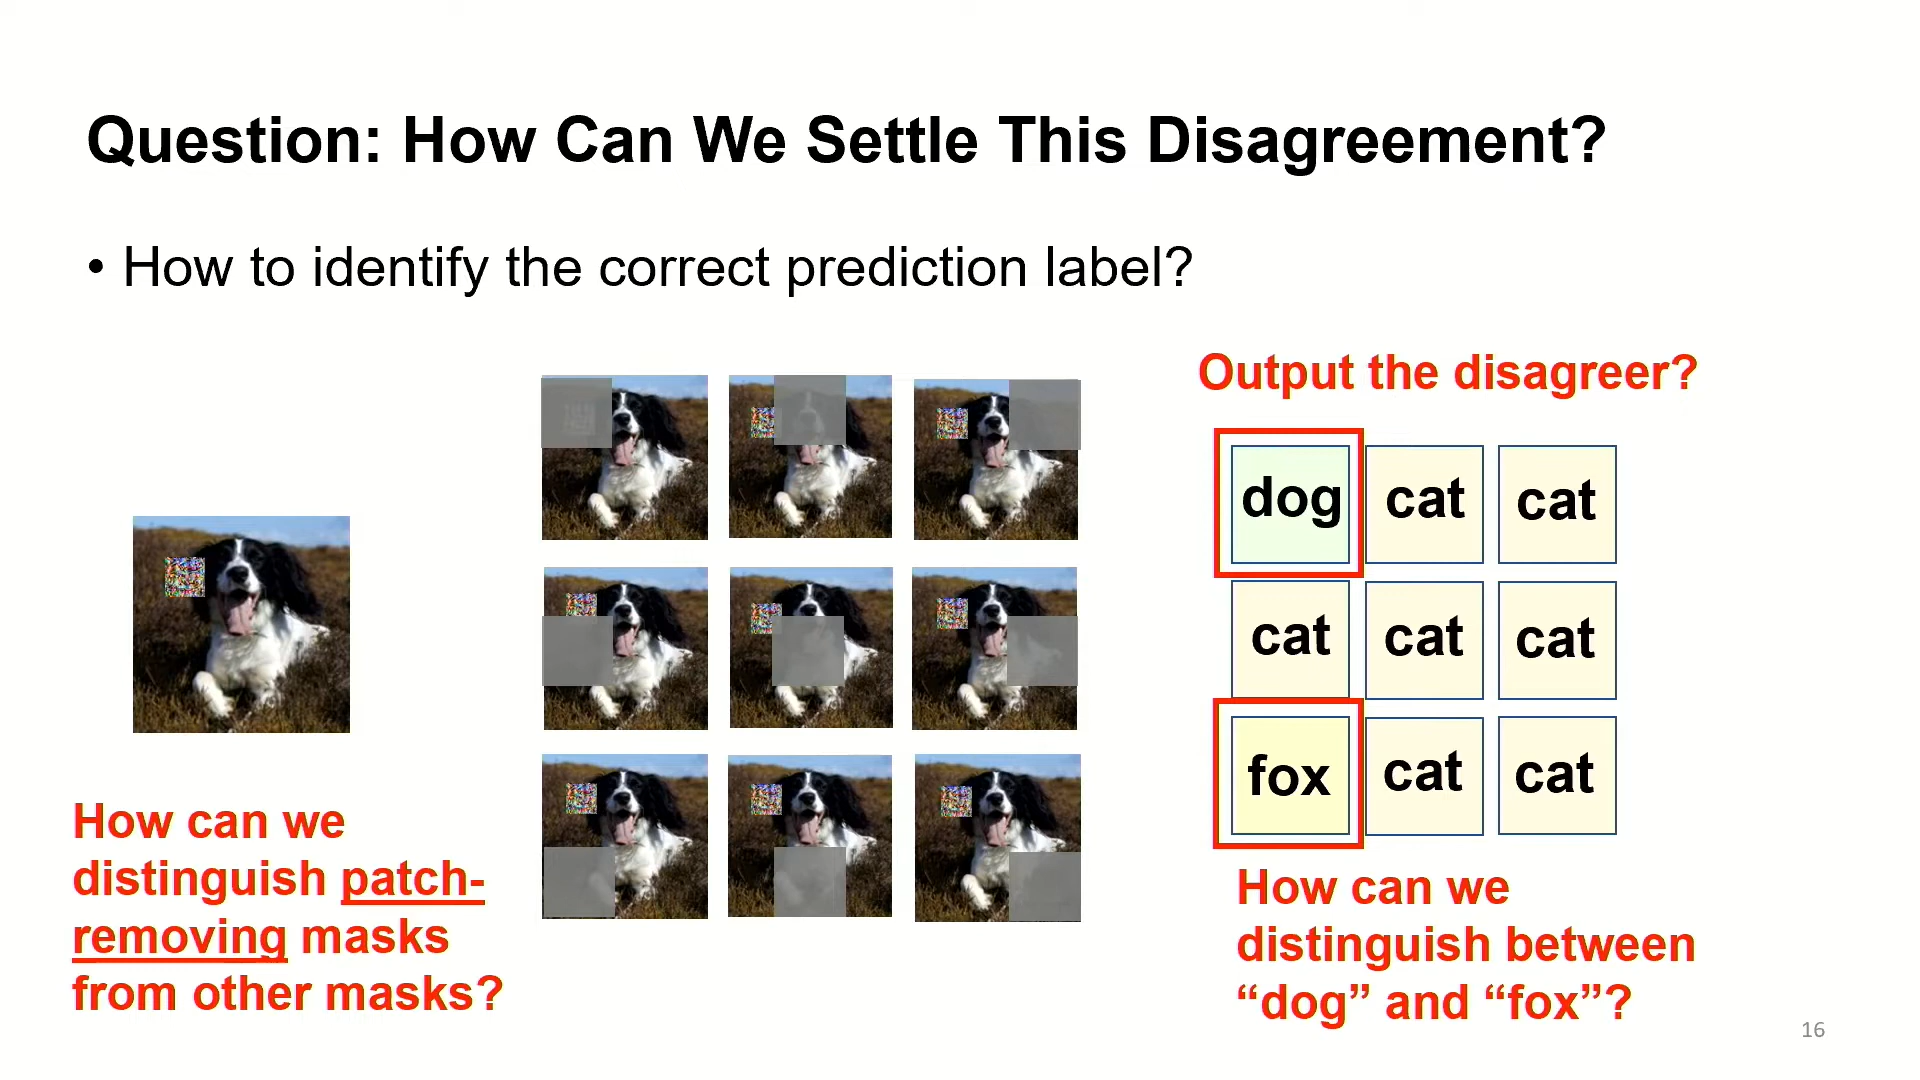 Question: How Can We Settle This Disagreement?
• How to identify the correct prediction label?
Output the disagreer?
dog cat cat
cat cat cat
fox cat cat
How can we
distinguish patch-
removing masks
from other masks?
How can we
distinguish between
“dog” and “fox”?
16